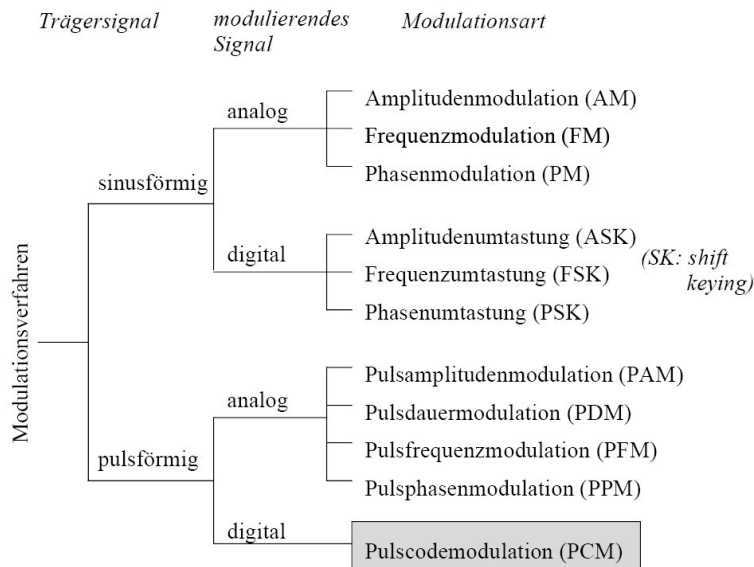 Trägersignal
modulierendes
Signal
Modulationsart
Modulationsverfahren
sinusförmig
analog
Amplitudenmodulation (AM)
Frequenzmodulation (FM)
Phasenmodulation (PM)
digital
Amplitudenumtastung (ASK)
Frequenzumtastung (FSK)
Phasenumtastung (PSK)
(SK: shift
keying)
pulsförmig
analog
Pulsamplitudenmodulation (PAM)
Pulsdauermodulation (PDM)
Pulsfrequenzmodulation (PFM)
Pulsphasenmodulation (PPM)
digital
Pulscodemodulation (PCM)